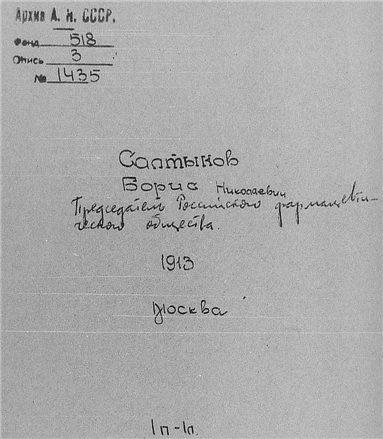 Архив А. Н. СССР.
Фонд 518
Опись 3
№ 1435
Салтыков
Борис Николаевич
Председатель Российского фармацевти-
ческого общества.
1913
Москва
1п-1л.